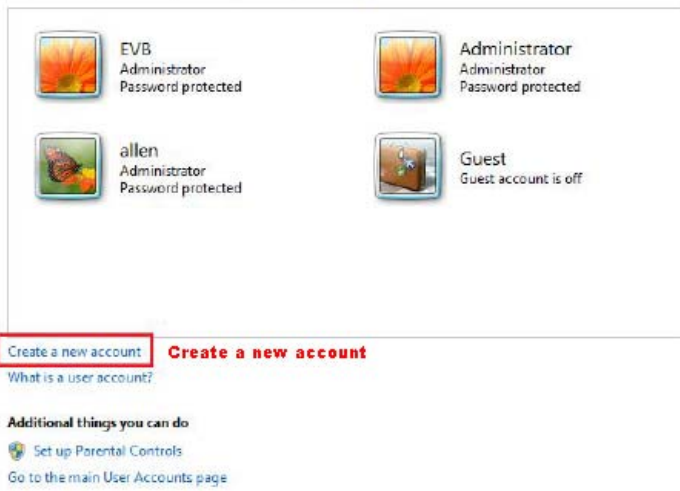 EVB
Administrator
Password protected
Administrator
Administrator
Password protected
allen
Administrator
Password protected
Guest
Guest account is off
Create a new account
Create a new account
What is a user account?
Additional things you can do
Set up Parental Controls
Go to the main User Accounts page